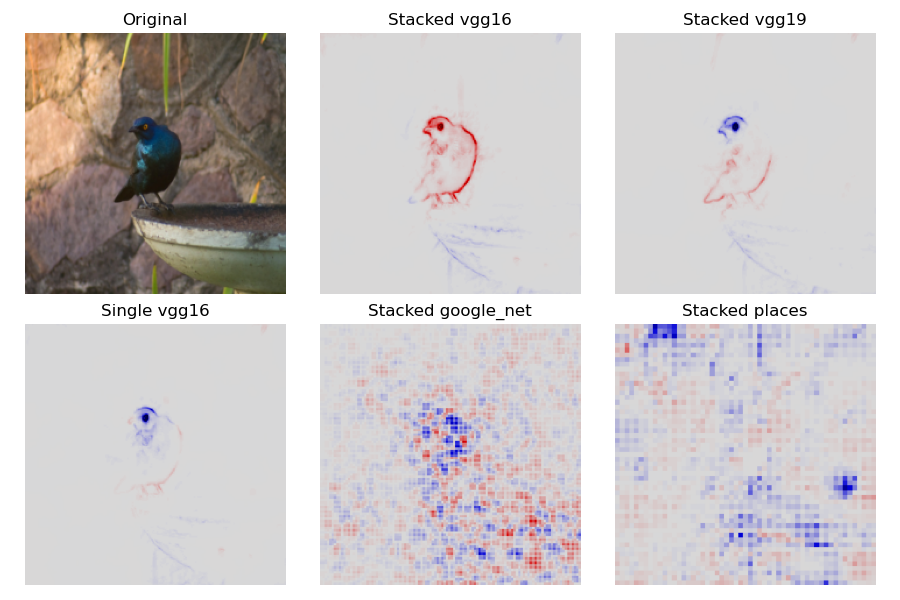 Original
Stacked vgg16
Stacked vgg19
Single vgg16
Stacked google_net
Stacked places